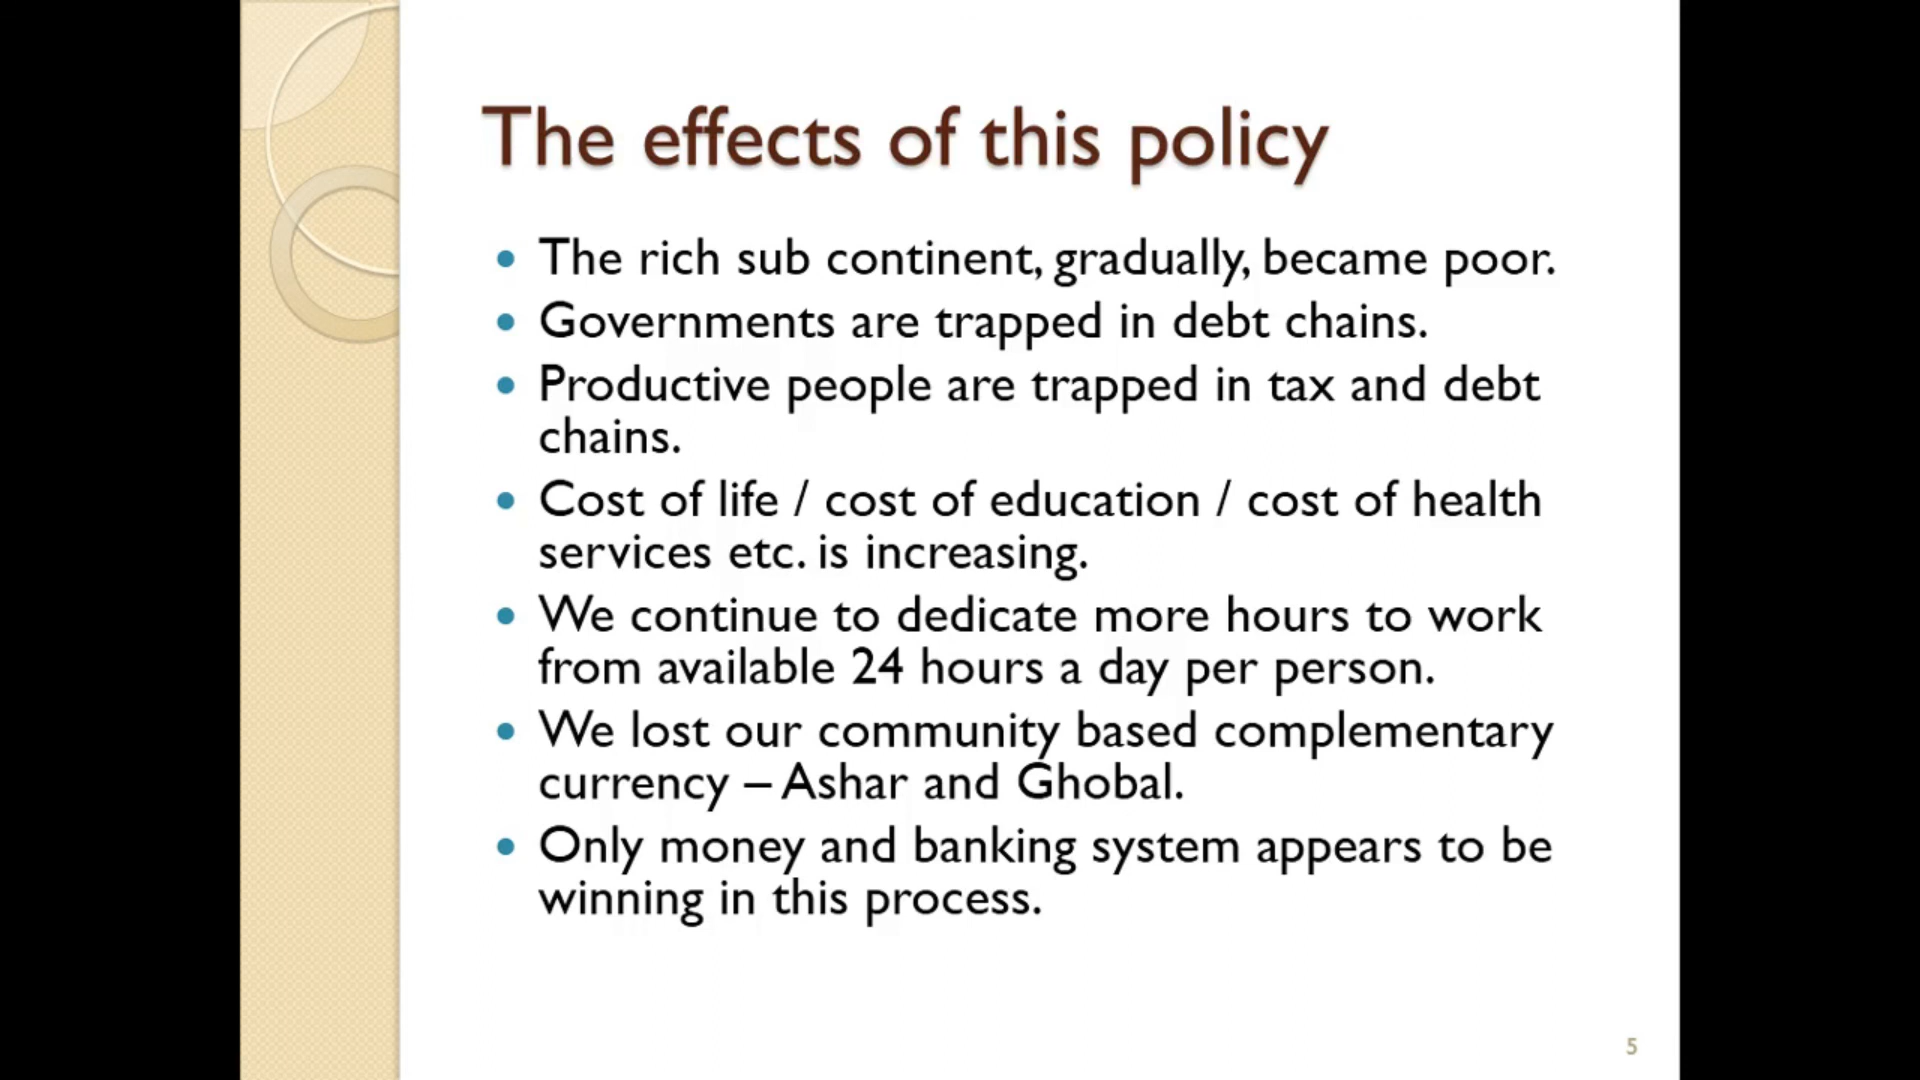 The effects of this policy
• The rich sub continent, gradually, became poor.
• Governments are trapped in debt chains.
• Productive people are trapped in tax and debt
chains.
• Cost of life / cost of education / cost of health
services etc. is increasing.
• We continue to dedicate more hours to work
from available 24 hours a day per person.
• We lost our community based complementary
currency – Ashar and Ghobal.
• Only money and banking system appears to be
winning in this process.
5